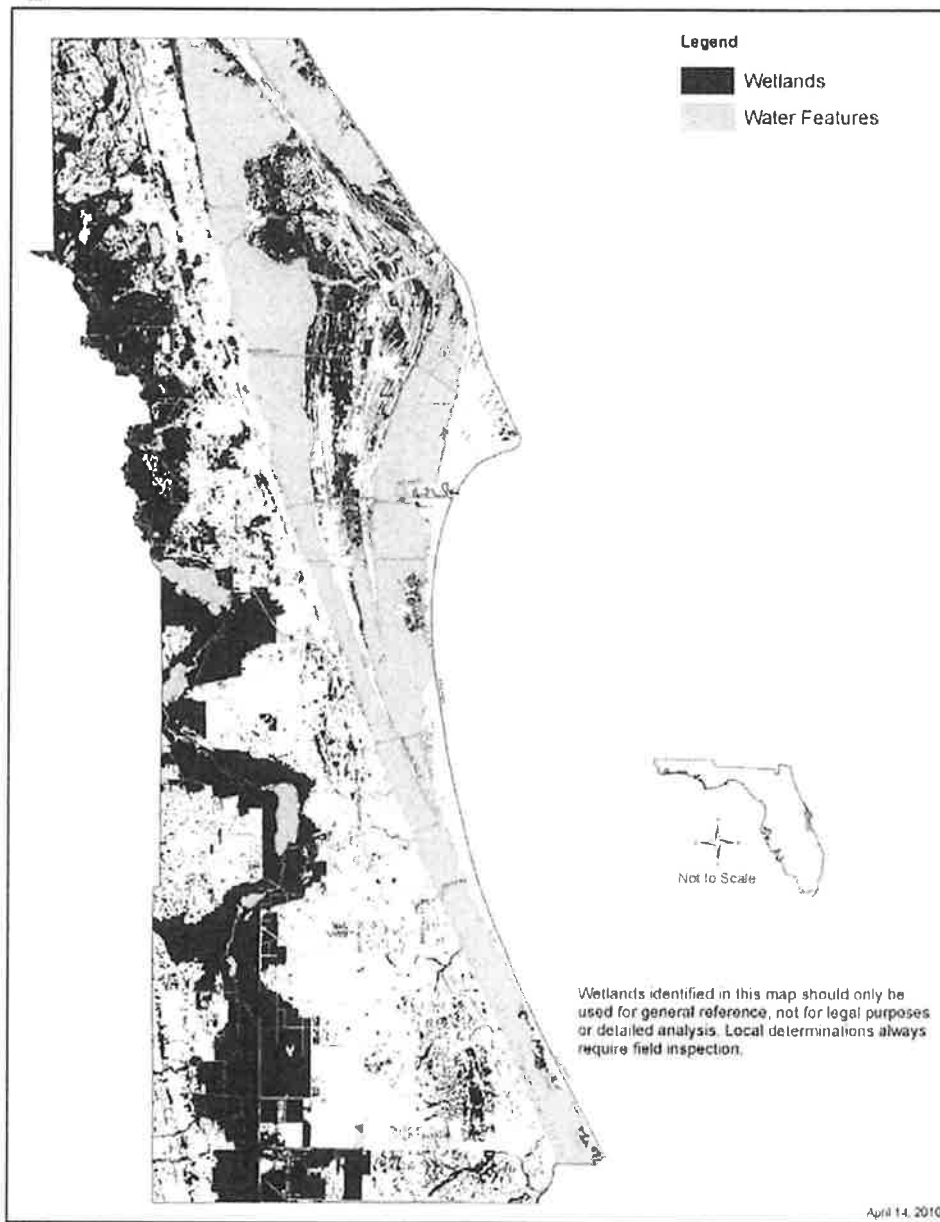 Legend
Wetlands
Water Features
Not to Scale
Wetlands identified in this map should only be
used for general reference, not for legal purposes
or detailed analysis. Local determinations always
require field inspection.
April 14, 2010